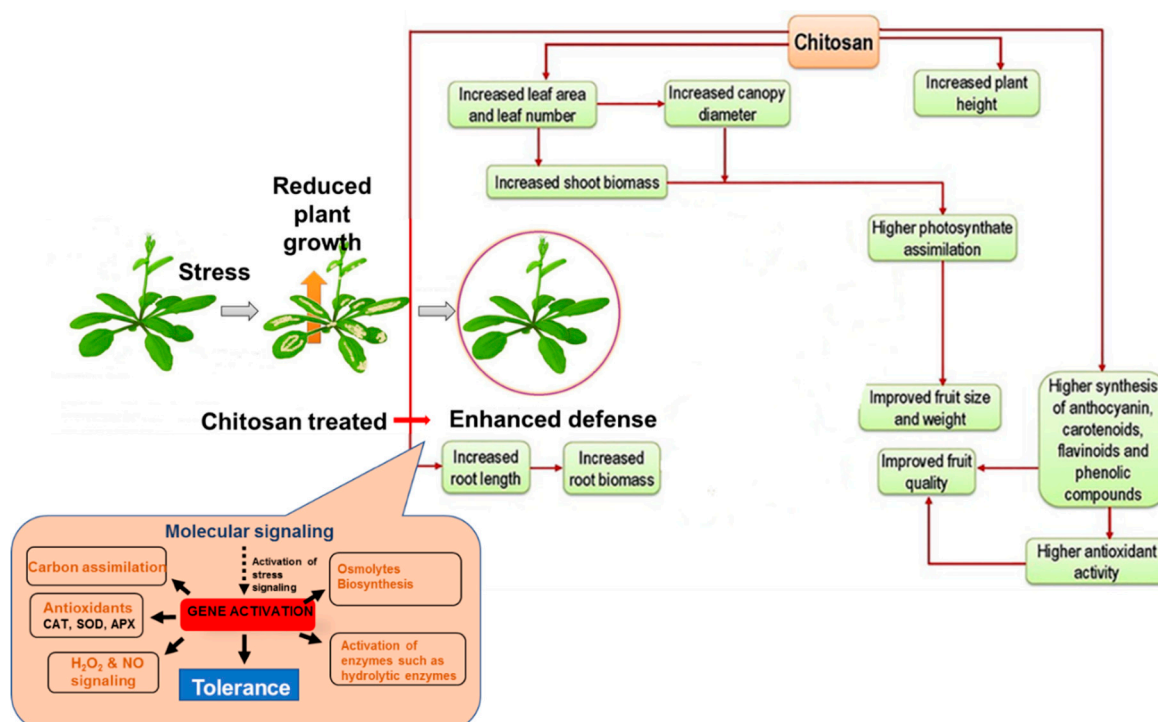 Chitosan
Increased leaf area
and leaf number
Increased canopy
diameter
Increased plant
height
Increased shoot biomass
Reduced
plant
growth
Higher photosynthate
assimilation
Stress
Improved fruit size
and weight
Higher synthesis
of anthocyanin,
carotenoids,
flavinoids and
phenolic
compounds
Chitosan treated
Enhanced defense
Increased
root length
Increased
root biomass
Improved fruit
quality
Higher antioxidant
activity
Molecular signaling
Activation of
stress
signaling
Carbon assimilation
Osmolytes
Biosynthesis
Antioxidants
CAT, SOD, APX
GENE ACTIVATION
H₂O₂ & NO
signaling
Activation of
enzymes such as
hydrolytic enzymes
Tolerance